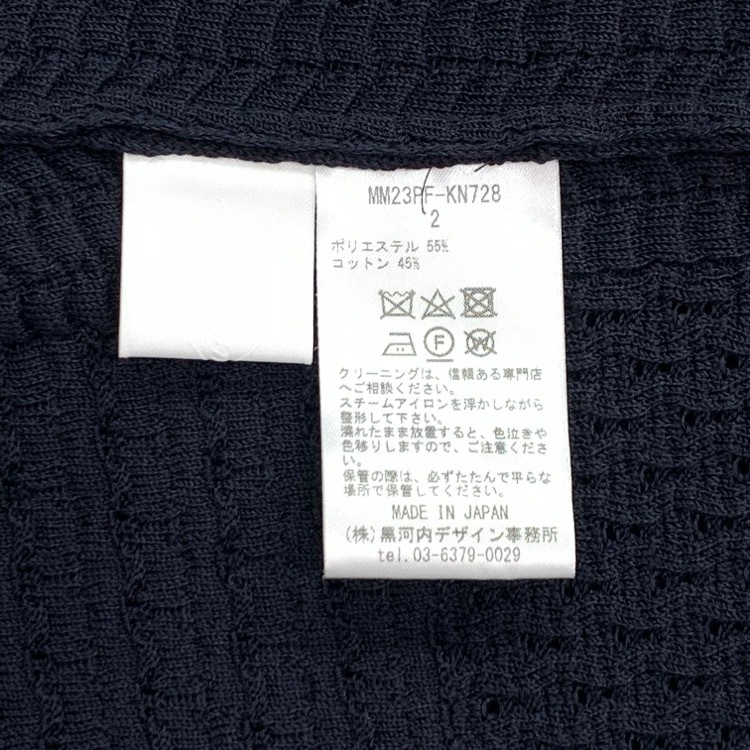 MM23PF-KN728
2
ポリエステル 55%
コットン 45%
F W
クリーニングは、信頼ある専門店
へご相談ください。
スチームアイロンを浮かしながら
整形して下さい。
濡れたまま放置すると、色泣きや
色移りしますので、ご注意くださ
い。
保管の際は、必ずたたんで平らな
場所で保管してください。
MADE IN JAPAN
(株)黒河内デザイン事務所
tel.03-6379-0029